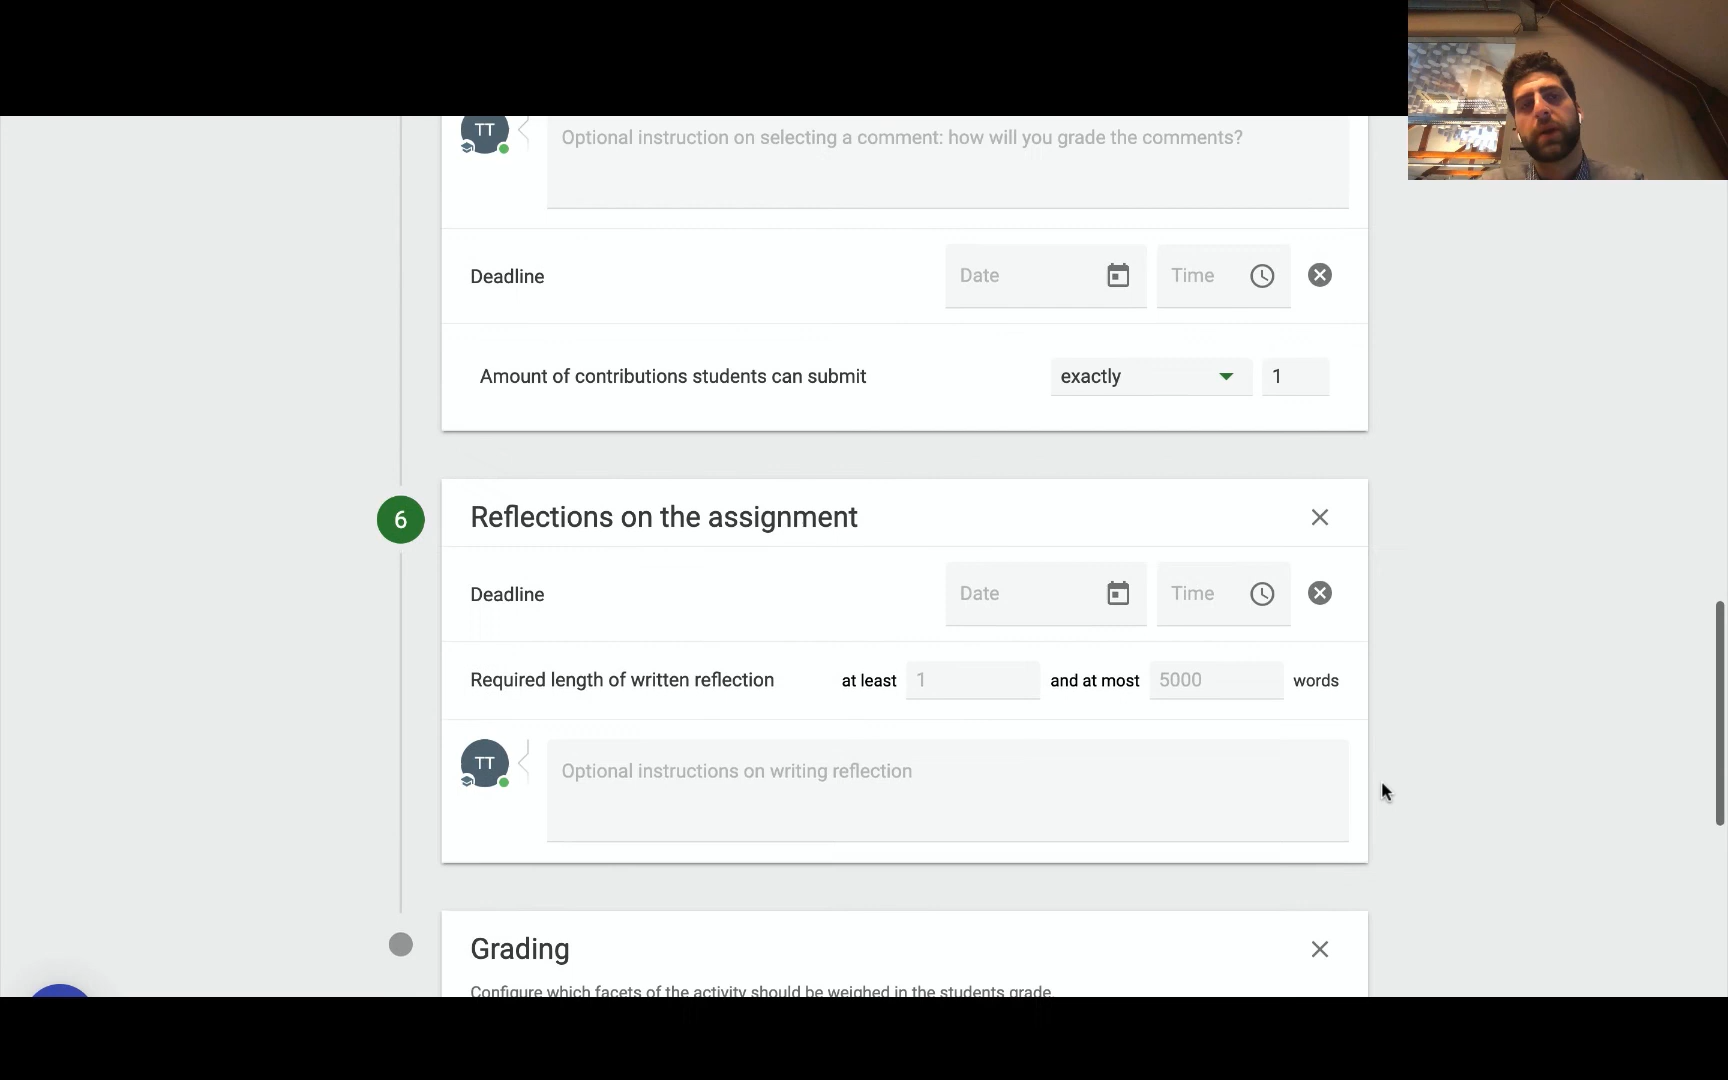 TT
Optional instruction on selecting a comment: how will you grade the comments?
Deadline
Date
Time
Amount of contributions students can submit
exactly
1
6
Reflections on the assignment
Deadline
Date
Time
Required length of written reflection
at least
1
and at most
5000
words
TT
Optional instructions on writing reflection
Grading
Configure which facets of the activity should be weighed in the students grade.